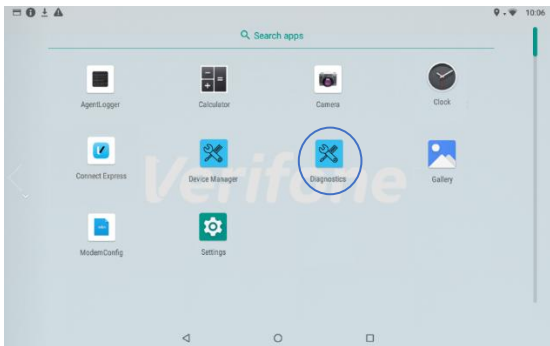 10:06
Search apps
AgentLogger
Calculator
Camera
Clock
Connect Express
Device Manager
Diagnostics
Gallery
Verifone
ModemConfig
Settings